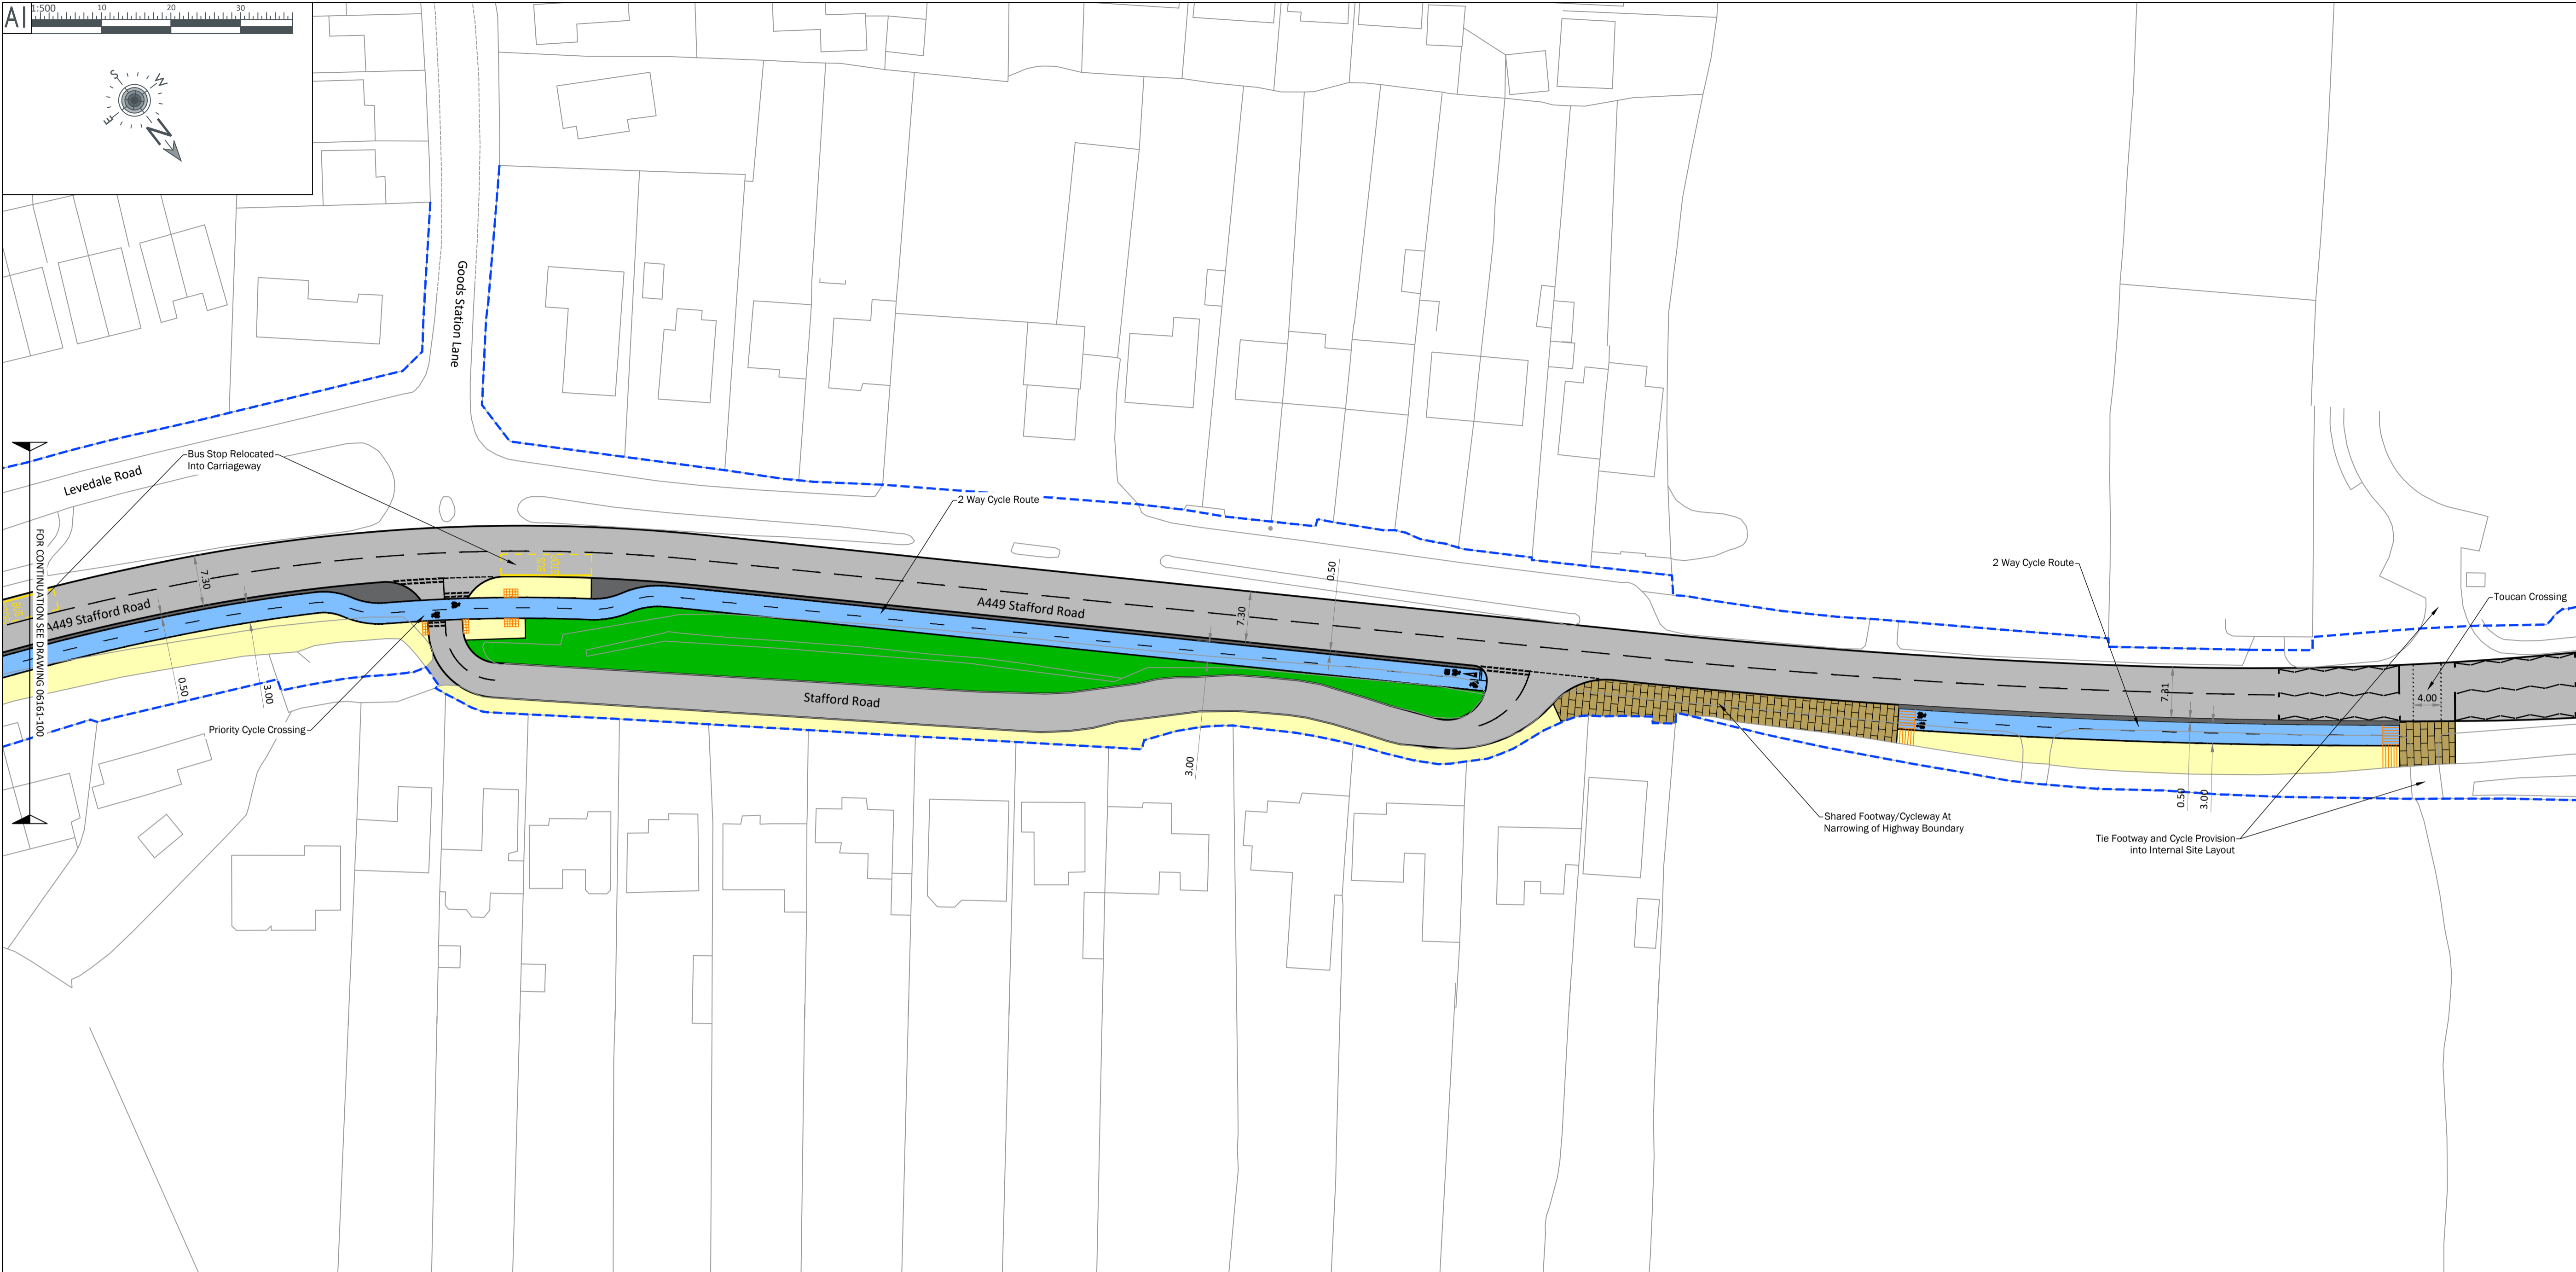 A1
1:500
10
20
30
S
W
E
N
Goods Station Lane
Bus Stop Relocated
Into Carriageway
Levedale Road
2 Way Cycle Route
FOR CONTINUATION SEE DRAWING 06161-100
7.30
BUS
STOP
0.50
2 Way Cycle Route
BUS
A449 Stafford Road
A449 Stafford Road
7.30
Toucan Crossing
0.50
3.00
Stafford Road
7.31
4.00
Priority Cycle Crossing
3.00
0.50
3.00
Shared Footway/Cycleway At
Narrowing of Highway Boundary
Tie Footway and Cycle Provision
into Internal Site Layout